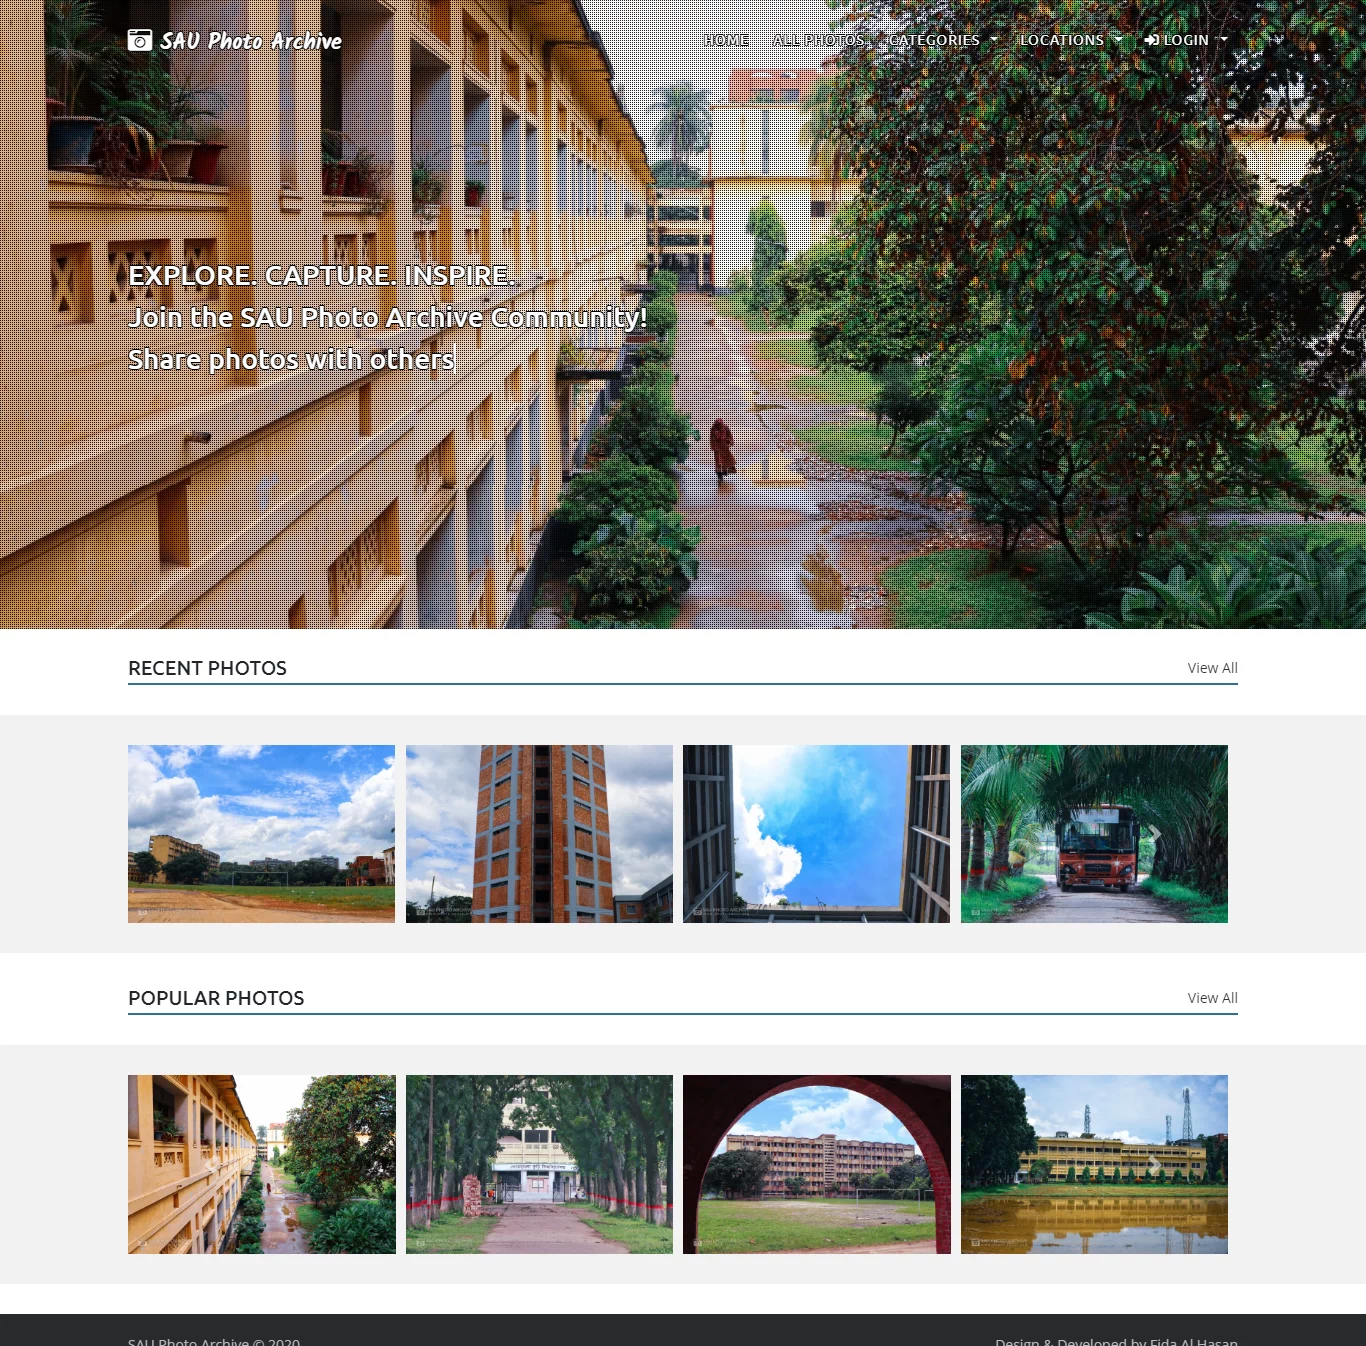 SAU Photo Archive
HOME
ALL PHOTOS
CATEGORIES
LOCATIONS
LOGIN
EXPLORE. CAPTURE. INSPIRE.
Join the SAU Photo Archive Community!
Share photos with others
RECENT PHOTOS
View All
POPULAR PHOTOS
View All
SAU Photo Archive © 2020
Design & Developed by Fida Al Hasan